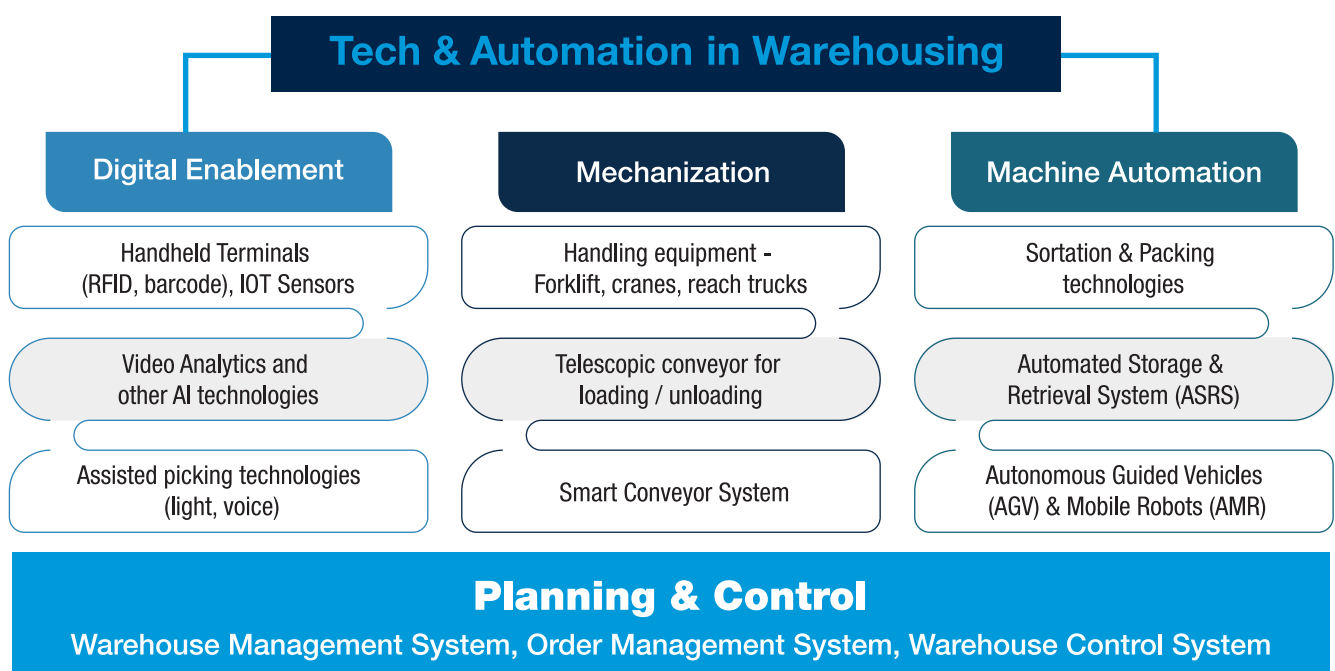 Tech & Automation in Warehousing
Digital Enablement
Handheld Terminals
(RFID, barcode), IOT Sensors
Video Analytics and
other AI technologies
Assisted picking technologies
(light, voice)
Mechanization
Handling equipment -
Forklift, cranes, reach trucks
Telescopic conveyor for
loading / unloading
Smart Conveyor System
Machine Automation
Sortation & Packing
technologies
Automated Storage &
Retrieval System (ASRS)
Autonomous Guided Vehicles
(AGV) & Mobile Robots (AMR)
Planning & Control
Warehouse Management System, Order Management System, Warehouse Control System